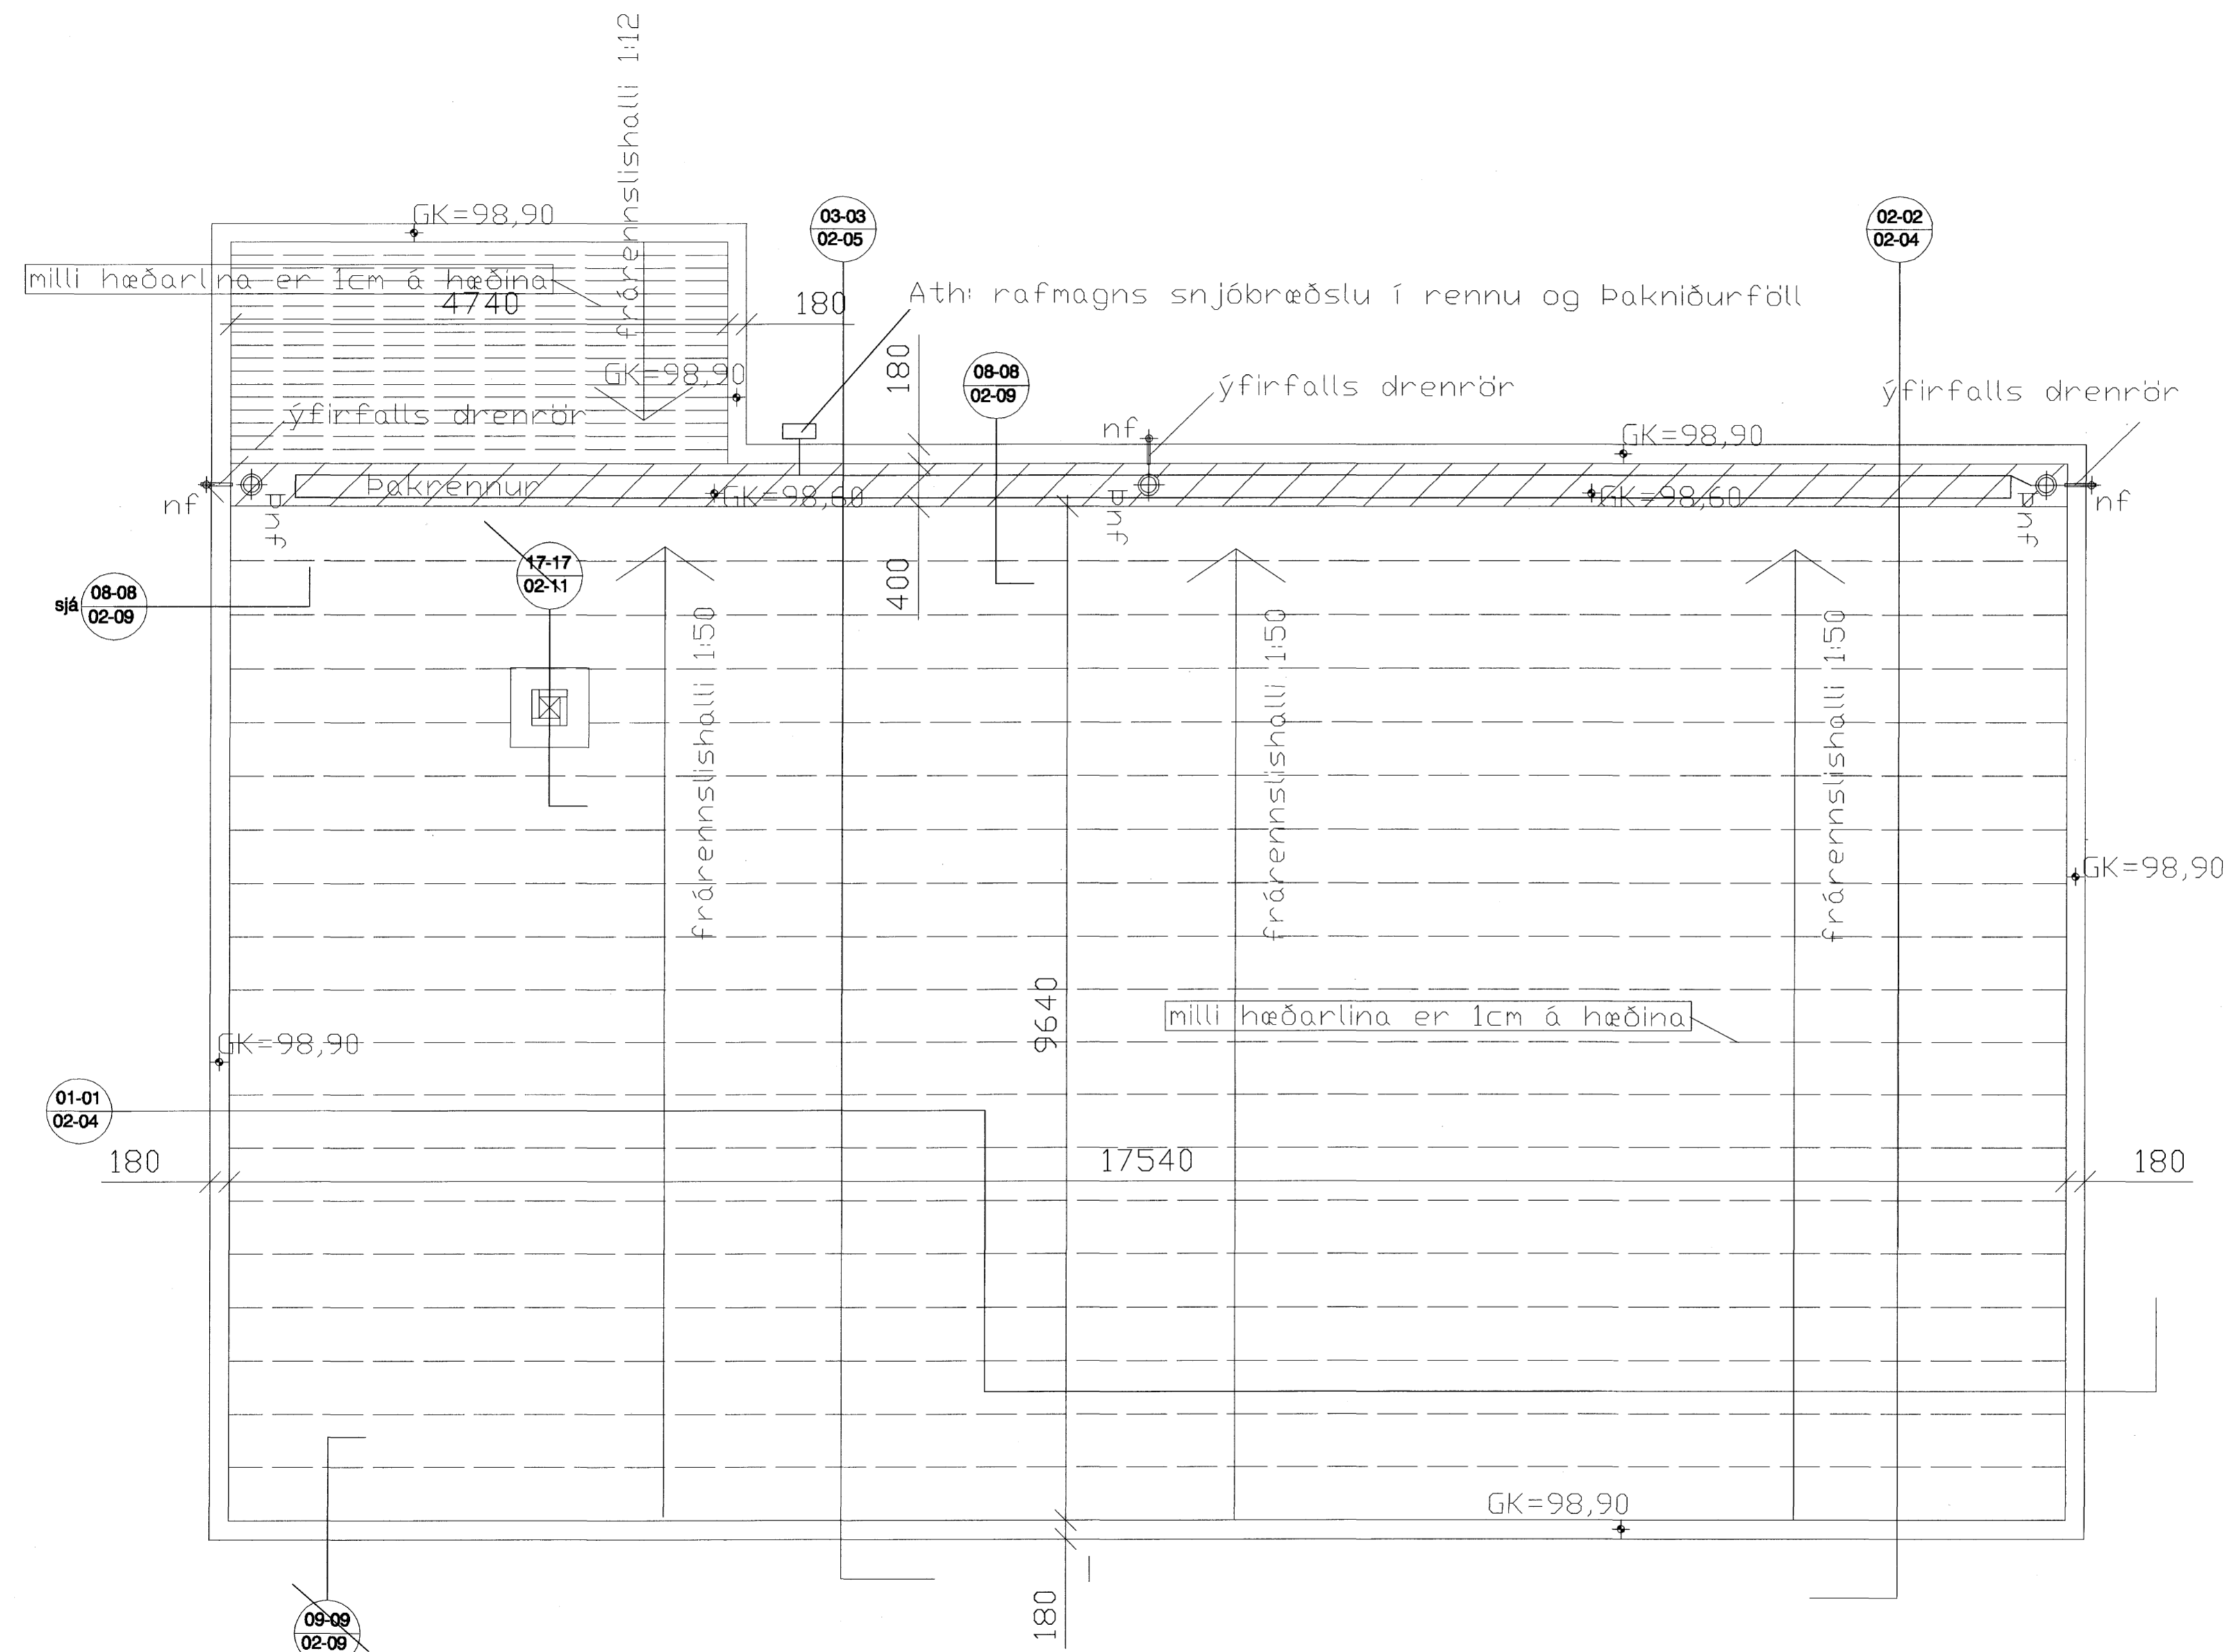 frárennslishalli 1:12
GK=98,90
03-03
02-05
02-02
02-04
milli hæðarlina er 1cm á hæðina
4740
180
Ath: rafmagns snjóbræðslu í rennu og Þakniðurföll
180
GK=98,90
08-08
02-09
ýfirfalls drenrör
ýfirfalls drenrör
ýfirfalls drenrör
nf
GK=98,90
nf
Þakrennur
GK=98,60
GK=98,60
nf
400
17-17
02-11
sjá
08-08
02-09
frárennslishalli 1:50
frárennslishalli 1:50
frárennslishalli 1:50
GK=98,90
9640
milli hæðarlina er 1cm á hæðina
GK=98,90
01-01
02-04
180
17540
180
GK=98,90
180
09-09
02-09